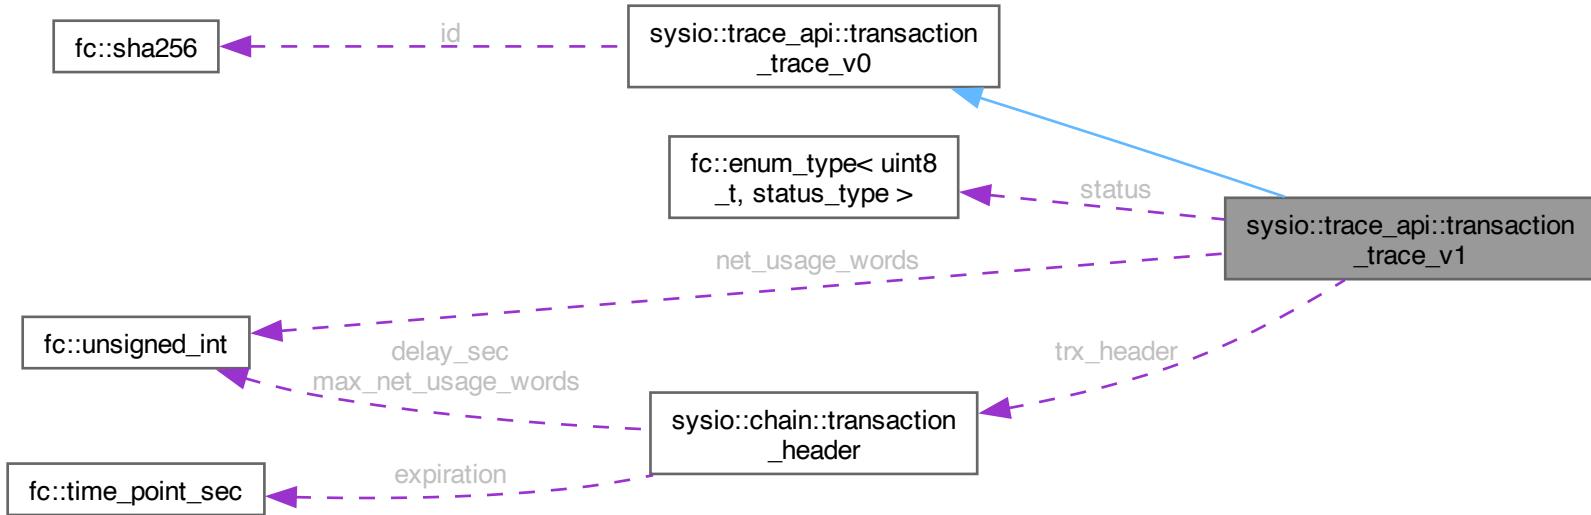 fc::sha256
id
sysio::trace_api::transaction
_trace_v0
fc::enum_type< uint8
_t, status_type >
status
sysio::trace_api::transaction
_trace_v1
net_usage_words
fc::unsigned_int
delay_sec
max_net_usage_words
trx_header
sysio::chain::transaction
_header
expiration
fc::time_point_sec